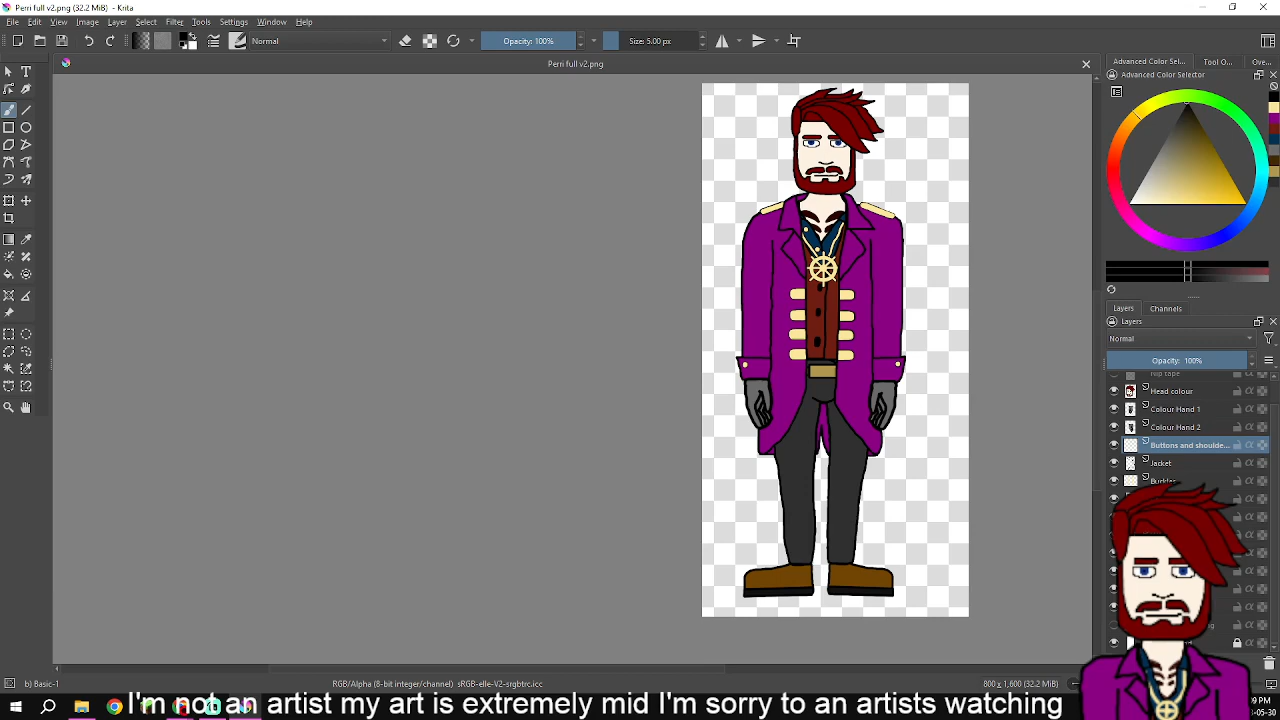 Perri full v2.png (32.2 MiB) - Krita
File Edit View Image Layer Select Filter Tools Settings Window Help
Normal Opacity: 100% Size: 5.00 px
Perri full v2.png
Advanced Color Sel... Tool O... Ove...
Advanced Color Selector
Layers Channels
Layers
Normal
Opacity: 100%
Head colour
Colour Hand 1
Colour Hand 2
Buttons and shoulde...
Jacket
b) Basic-1
RGB/Alpha (8-bit integer/channel) sRGB-elle-V2-srgbtrc.icc
800 x 1,600 (32.2 MiB)
I'm not an artist my art is extremely mid I'm sorry to an artists watching